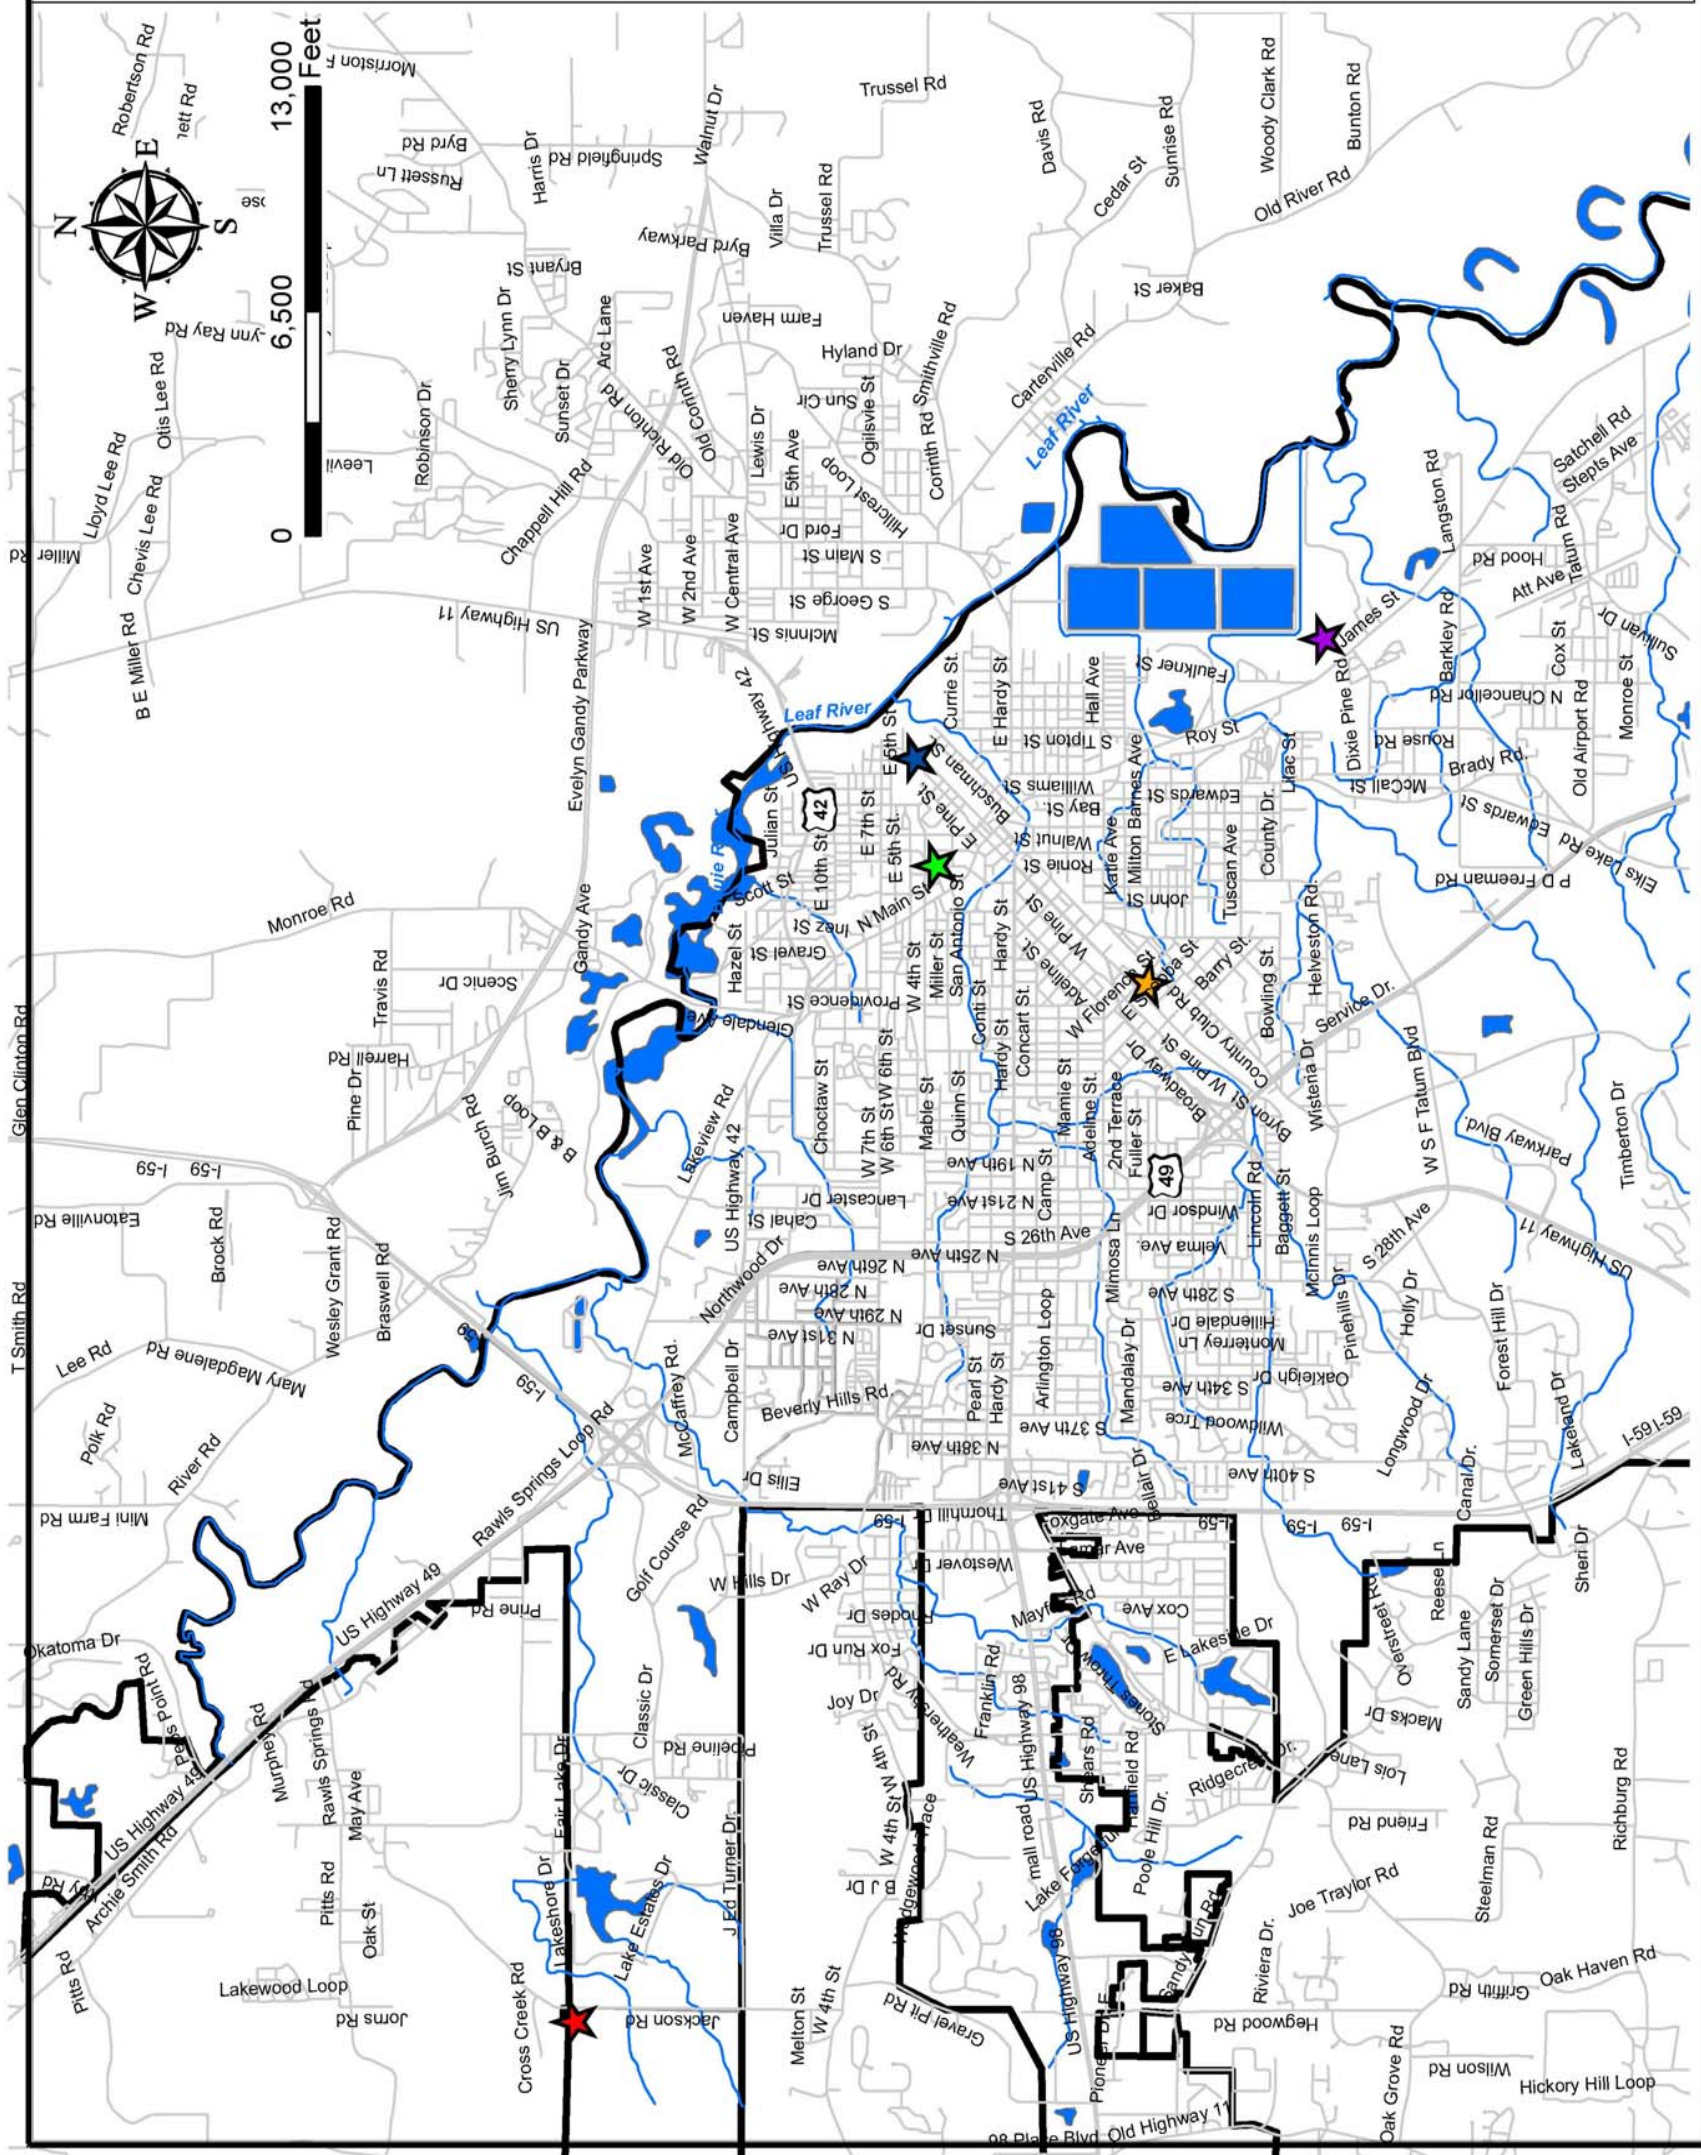 Robertson Rd
nett Rd
N
E
S
W
ose
ynn Ray Rd
Otis Lee Rd
Lloyd Lee Rd
Chevis Lee Rd
Miller Rd
B E Miller Rd
0
6,500
13,000
Feet
Morriston F
Byrd Rd
Russett Ln
Harris Dr
Springfield Rd
Walnut Dr
Trussel Rd
Bryant St
Byrd Parkway
Villa Dr
Trussel Rd
Davis Rd
Cedar St
Sunrise Rd
Woody Clark Rd
Bunton Rd
Old River Rd
Baker St
Sherry Lynn Dr
Sunset Dr
Arc Lane
Farm Haven
Hyland Dr
Smithville Rd
Carterville Rd
Robinson Dr.
Leevil
Old Richton Rd
Old Corinth Rd
Lewis Dr
E 5th Ave
Sun Cir
Ogilsvie St
Corinth Rd
Hillcrest Loop
Ford Dr
Chappell Hill Rd
US Highway 11
W 1st Ave
W 2nd Ave
W Central Ave
S Main St
S George St
McInnis St.
Leaf River
Evelyn Gandy Parkway
US Highway 42
Leaf River
Satchell Rd
Stepts Ave
Langston Rd
Hood Rd
Tatum Rd
Att Ave
James St
Barkley Rd
Cox St
Sullivan Dr
N Chancellor Rd
Monroe St
Old Airport Rd
Dixie Pine Rd
Rouse Rd
Brady Rd.
McCall St
Edwards St
Elks Lake Rd
P D Freeman Rd
Currie St.
E Hardy St
Hall Ave
Faulkner S
S Tipton St
Roy St
E 5th St
Buschman St
Williams St
Milton Barnes Ave
Lilac St
Bay St.
Edwards St
E Pine St.
Walnut St
Ronie St
Katie Ave
Tuscan Ave
County Dr.
John St
Julian St
42
E 7th St
E 10th St
E 5th St.
Scott St
N Main St
Inez St
Gravel St
Hazel St
Providence St
Glendale Ave
W 4th St
Miller St
San Antonio St
Hardy St
W Pine St
Adeline St.
W Florence St
Barry St.
Bowling St.
Helveston Rd.
Service Dr.
Conti St
Concart St.
Hardy St
Country Club Rd
W Pine St
Broadway Dr
Byron St
Wisteria Dr
W S F Tatum Blvd
Parkway Blvd.
Timberton Dr
Glen Clinton Rd
Monroe Rd
Travis Rd
Scenic Dr
Gandy Ave
Harrell Rd
Pine Dr
Jim Burch Rd
B & B Loop
Lakeview Rd
US Highway 42
Choctaw St
W 7th St
W 6th St
W 6th St
Mable St
Quinn St
Mamie St
Adeline St.
2nd Terrace
Fuller St
49
N 19th Ave
N 21st Ave
Camp St
Lancaster Dr
Cahal St
Northwood Dr
N 25th Ave
S 26th Ave
N 26th Ave
N 28th Ave
N 29th Ave
N 31st Ave
Sunset Dr
Windsor Dr
Velma Ave.
Lincoln Rd
Baggett St
McInnis Loop
S 28th Ave
US Highway 11
Mimosa Ln
S 28th Ave
Hillendale Dr
Monterrey Ln
Pinehills Dr
Holly Dr
Forest Hill Dr
S 34th Ave
Oakleigh Dr
Longwood Dr
Lakeland Dr
I-59
I-59
I-59
I-59
Eatonville Rd
Brock Rd
Wesley Grant Rd
Braswell Rd
T Smith Rd
Lee Rd
Mary Magdalene Rd
I-59
I-59
Polk Rd
River Rd
Mini Farm Rd
Rawls Springs Loop Rd
McCaffrey Rd.
Campbell Dr
Beverly Hills Rd
Pearl St
Hardy St
Arlington Loop
Mandalay Dr
S 37th Ave
Wildwood Trce
N 38th Ave
Ellis Dr
S 41st Ave
Bellair Dr
S 40th Ave
Canal Dr.
Golf Course Rd
Thornhill D
I-59
Foxgate Ave
I-59
I-59
I-59
Sheri Dr
US Highway 49
Prine Rd
W Hills Dr
W Ray Dr
Westover Dr
Lamar Ave
Rhodes Dr
Fox Run Dr
Cox Ave
E Lakeside Dr
Overstreet Rd
Reese Ln
Sandy Lane
Somerset Dr
Green Hills Dr
Okatoma Dr
Peps Point Rd
Murphey Rd
Rawls Springs Rd
Classic Dr
Joy Dr
Weathersby Rd
Franklin Rd
US Highway 98
Stones Throw Dr
Macks Dr
Lois Lane
Pipeline Rd
Classic Dr
W 4th St
W 4th St
Shears Rd
Ridgecrest Dr.
Friend Rd
Richburg Rd
US Highway 49
Archie Smith Rd
Rawls Springs Rd
May Ave
Fair Lake Dr
J Ed Turner Dr.
mall road
Poole Hill Dr.
Steelman Rd
Joe Traylor Rd
Pitts Rd
Oak St
Lakeshore Dr
Lake Estates Dr
B J Dr
US Highway 98
Riviera Dr.
Oak Haven Rd
Griffith Rd
Pitts Rd
Lakewood Loop
Jorns Rd
Cross Creek Rd
Jackson Rd
Melton St
W 4th St
Gravel Pit Rd
Hegwood Rd
Wilson Rd
Oak Grove Rd
Hickory Hill Loop
Old Highway 11